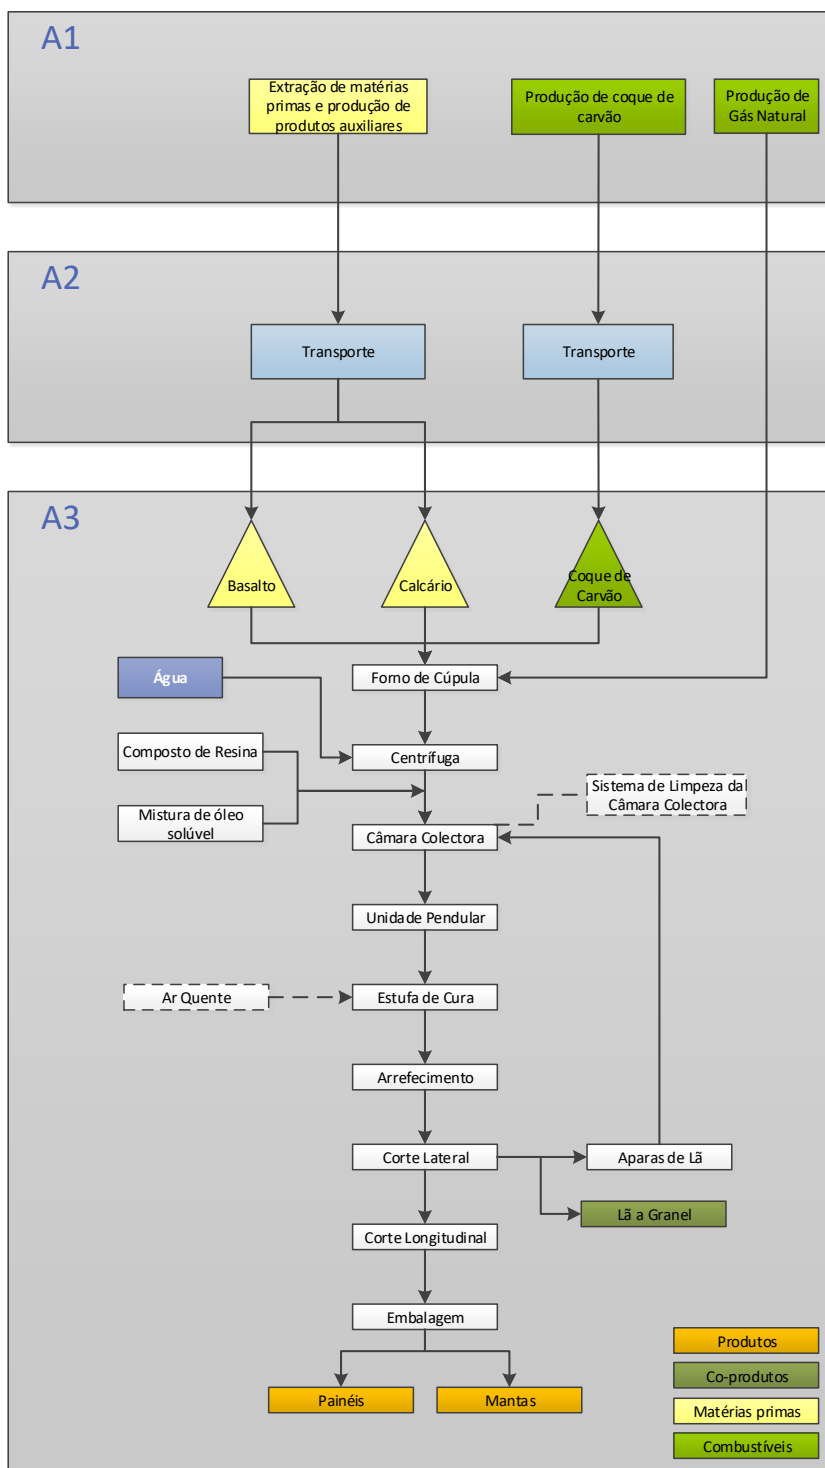 A1
Extração de matérias
primas e produção de
produtos auxiliares
Produção de coque de
carvão
Produção de
Gás Natural
A2
Transporte
Transporte
A3
Basalto
Calcário
Coque de
Carvão
Água
Forno de Cúpula
Composto de Resina
Centrífuga
Sistema de Limpeza da
Câmara Colectora
Mistura de óleo
solúvel
Câmara Colectora
Unidade Pendular
Ar Quente
Estufa de Cura
Arrefecimento
Corte Lateral
Aparas de Lã
Lã a Granel
Corte Longitudinal
Embalagem
Painéis
Mantas
Produtos
Co-produtos
Matérias primas
Combustíveis